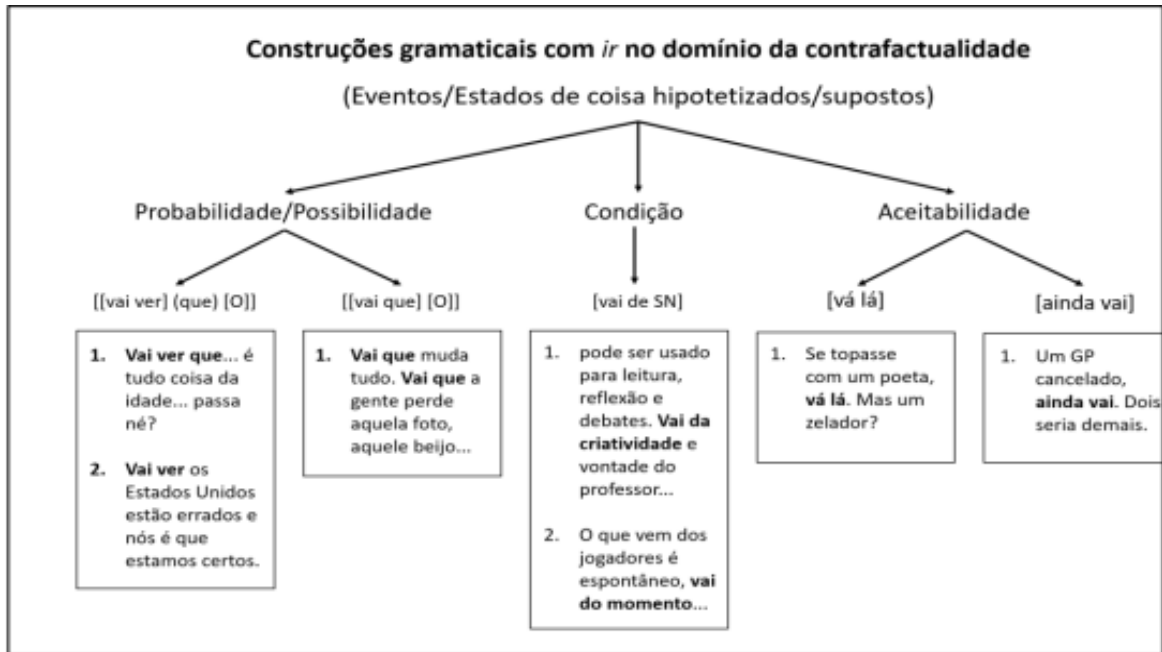 Construções gramaticais com ir no domínio da contrafactualidade
(Eventos/Estados de coisa hipotetizados/supostos)
Probabilidade/Possibilidade
Condição
Aceitabilidade
[[vai ver] (que) [O]]
[[vai que] [O]]
[vai de SN]
[vá lá]
[ainda vai]
1. Vai ver que... é
tudo coisa da
idade... passa
né?
2. Vai ver os
Estados Unidos
estão errados e
nós é que
estamos certos.
1. Vai que muda
tudo. Vai que a
gente perde
aquela foto,
aquele beijo...
1. pode ser usado
para leitura,
reflexão e
debates. Vai da
criatividade e
vontade do
professor...
2. O que vem dos
jogadores é
espontâneo, vai
do momento...
1. Se topasse
com um poeta,
vá lá. Mas um
zelador?
1. Um GP
cancelado,
ainda vai. Dois
seria demais.